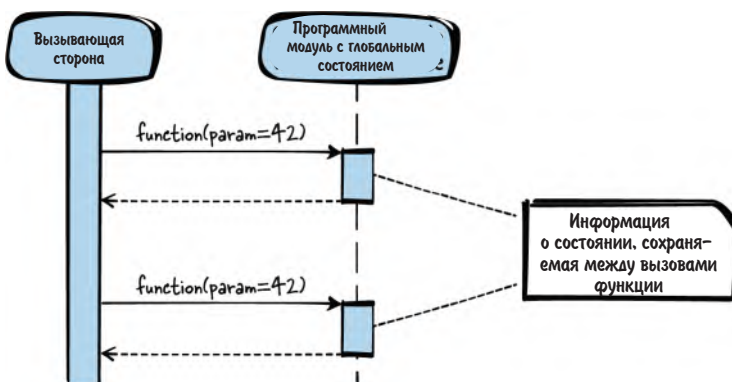 Вызывающая
сторона
Программный
модуль с глобальным
состоянием
function(param=42)
Информация
о состоянии, сохраня-
емая между вызовами
функции
function(param=42)